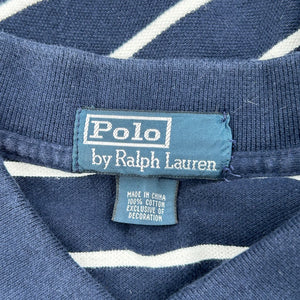 Polo
by Ralph Lauren
MADE IN CHINA
100% COTTON
EXCLUSIVE OF
DECORATION